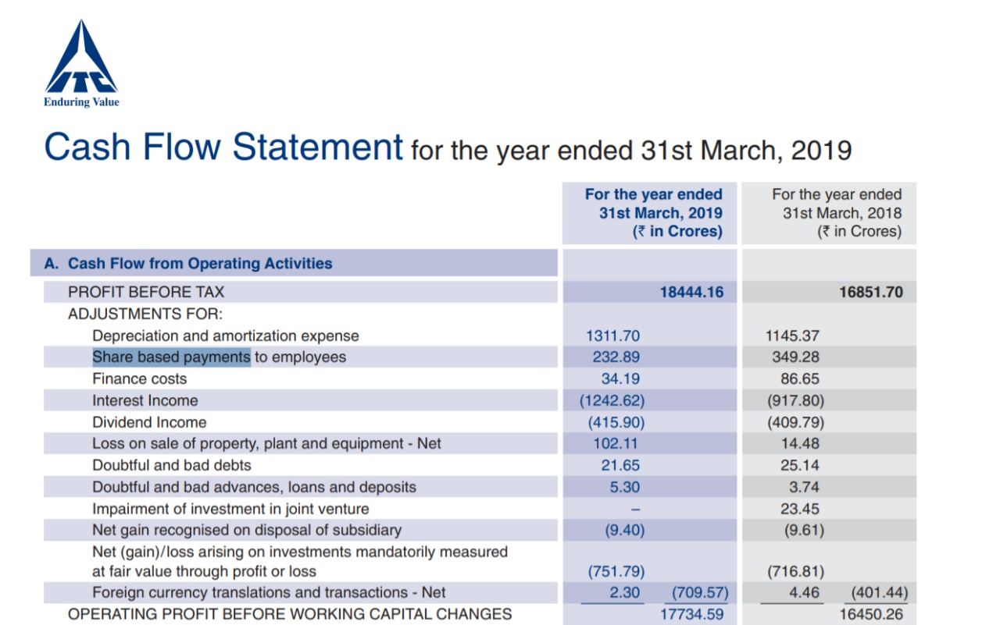 ITC
Enduring Value
Cash Flow Statement for the year ended 31st March, 2019
For the year ended 31st March, 2019 (₹ in Crores)
For the year ended 31st March, 2018 (₹ in Crores)
A. Cash Flow from Operating Activities
PROFIT BEFORE TAX 18444.16 16851.70
ADJUSTMENTS FOR:
Depreciation and amortization expense 1311.70 1145.37
Share based payments to employees 232.89 349.28
Finance costs 34.19 86.65
Interest Income (1242.62) (917.80)
Dividend Income (415.90) (409.79)
Loss on sale of property, plant and equipment - Net 102.11 14.48
Doubtful and bad debts 21.65 25.14
Doubtful and bad advances, loans and deposits 5.30 3.74
Impairment of investment in joint venture – 23.45
Net gain recognised on disposal of subsidiary (9.40) (9.61)
Net (gain)/loss arising on investments mandatorily measured
at fair value through profit or loss (751.79) (716.81)
Foreign currency translations and transactions - Net 2.30 (709.57) 4.46 (401.44)
OPERATING PROFIT BEFORE WORKING CAPITAL CHANGES 17734.59 16450.26